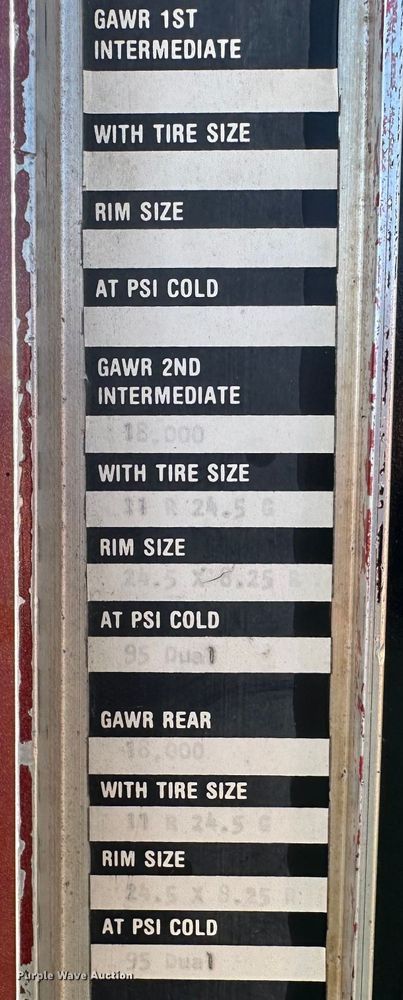 GAWR 1ST
INTERMEDIATE
WITH TIRE SIZE
RIM SIZE
AT PSI COLD
GAWR 2ND
INTERMEDIATE
18,000
WITH TIRE SIZE
11 R 24.5 G
RIM SIZE
24.5 X 8.25 R
AT PSI COLD
95 Dual
GAWR REAR
18,000
WITH TIRE SIZE
11 R 24.5 G
RIM SIZE
24.5 X 8.25 R
AT PSI COLD
95 Dual
Purple Wave Auction